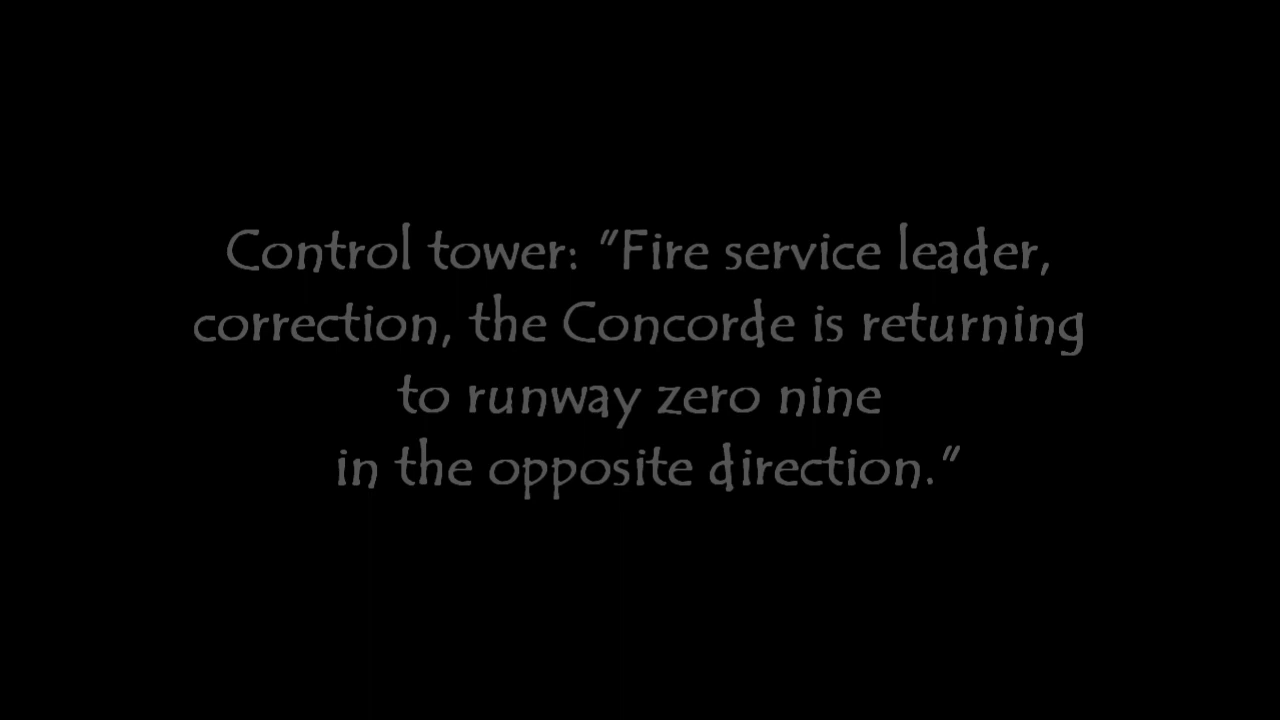 Control tower: "Fire service leader,
correction, the Concorde is returning
to runway zero nine
in the opposite direction."